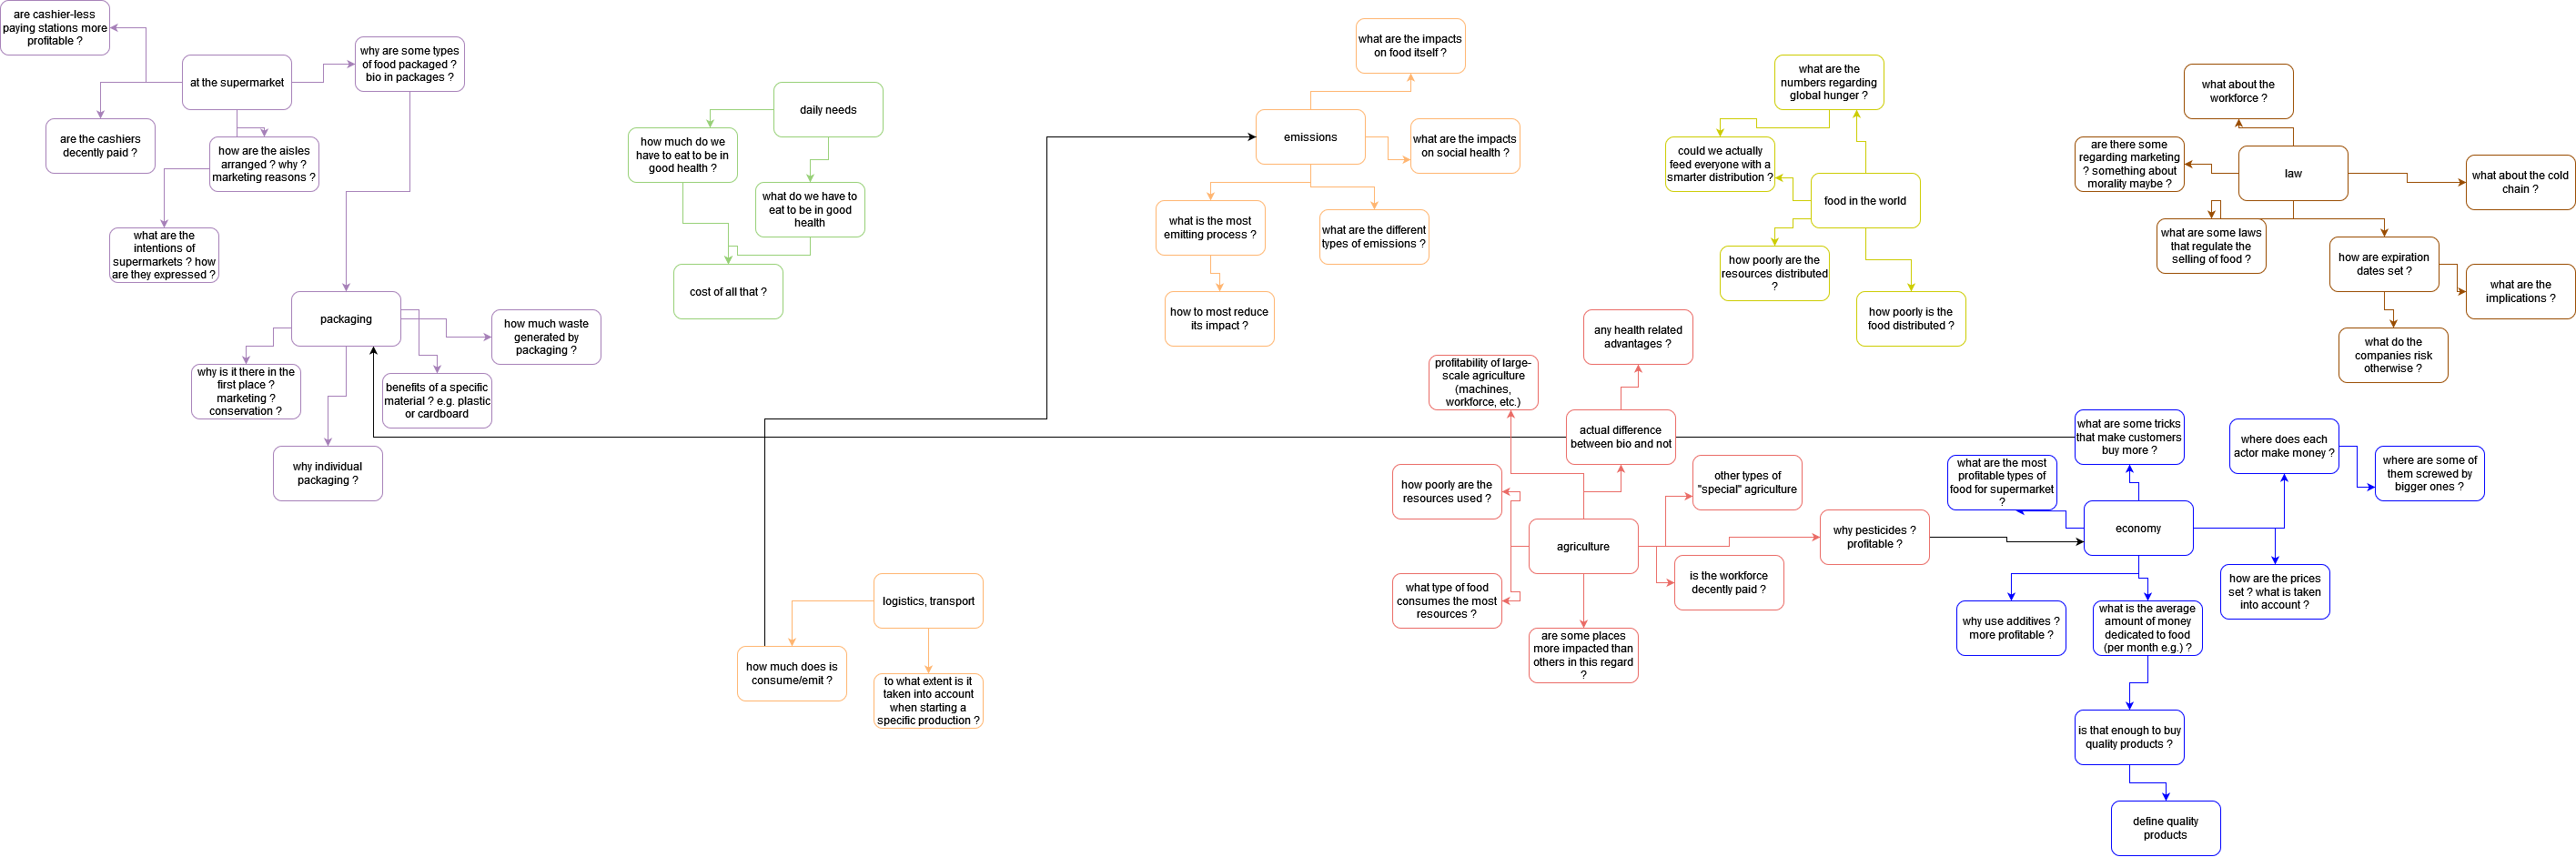 are cashier-less
paying stations more
profitable ?
at the supermarket
why are some types
of food packaged ?
bio in packages ?
are the cashiers
decently paid ?
how are the aisles
arranged ? why ?
marketing reasons ?
what are the
intentions of
supermarkets ? how
are they expressed ?
packaging
how much waste
generated by
packaging ?
why is it there in the
first place ?
marketing ?
conservation ?
benefits of a specific
material ? e.g. plastic
or cardboard
why individual
packaging ?
daily needs
how much do we
have to eat to be in
good health ?
what do we have to
eat to be in good
health
cost of all that ?
what are the impacts
on food itself ?
emissions
what are the impacts
on social health ?
what is the most
emitting process ?
what are the different
types of emissions ?
how to most reduce
its impact ?
what are the
numbers regarding
global hunger ?
could we actually
feed everyone with a
smarter distribution ?
food in the world
how poorly are the
resources distributed
?
how poorly is the
food distributed ?
what about the
workforce ?
are there some
regarding marketing
? something about
morality maybe ?
law
what about the cold
chain ?
what are some laws
that regulate the
selling of food ?
how are expiration
dates set ?
what are the
implications ?
what do the
companies risk
otherwise ?
any health related
advantages ?
profitability of large-
scale agriculture
(machines,
workforce, etc.)
actual difference
between bio and not
how poorly are the
resources used ?
other types of
"special" agriculture
agriculture
why pesticides ?
profitable ?
what type of food
consumes the most
resources ?
is the workforce
decently paid ?
are some places
more impacted than
others in this regard
?
what are some tricks
that make customers
buy more ?
where does each
actor make money ?
where are some of
them screwed by
bigger ones ?
what are the most
profitable types of
food for supermarket
?
economy
how are the prices
set ? what is taken
into account ?
why use additives ?
more profitable ?
what is the average
amount of money
dedicated to food
(per month e.g.) ?
is that enough to buy
quality products ?
define quality
products
logistics, transport
how much does is
consume/emit ?
to what extent is it
taken into account
when starting a
specific production ?